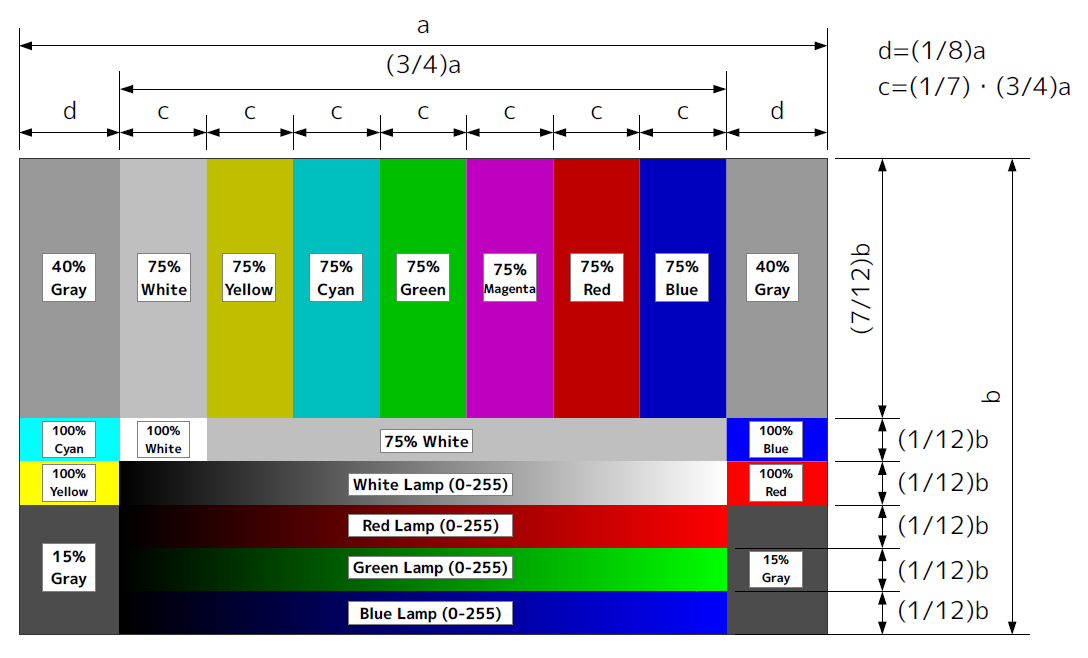 a
d=(1/8)a
(3/4)a
c=(1/7)・(3/4)a
d c c c c c c c d
40% Gray
75% White
75% Yellow
75% Cyan
75% Green
75% Magenta
75% Red
75% Blue
40% Gray
(7/12)b
b
100% Cyan
100% White
75% White
100% Blue
(1/12)b
100% Yellow
White Lamp (0-255)
100% Red
(1/12)b
Red Lamp (0-255)
(1/12)b
15% Gray
Green Lamp (0-255)
15% Gray
(1/12)b
Blue Lamp (0-255)
(1/12)b